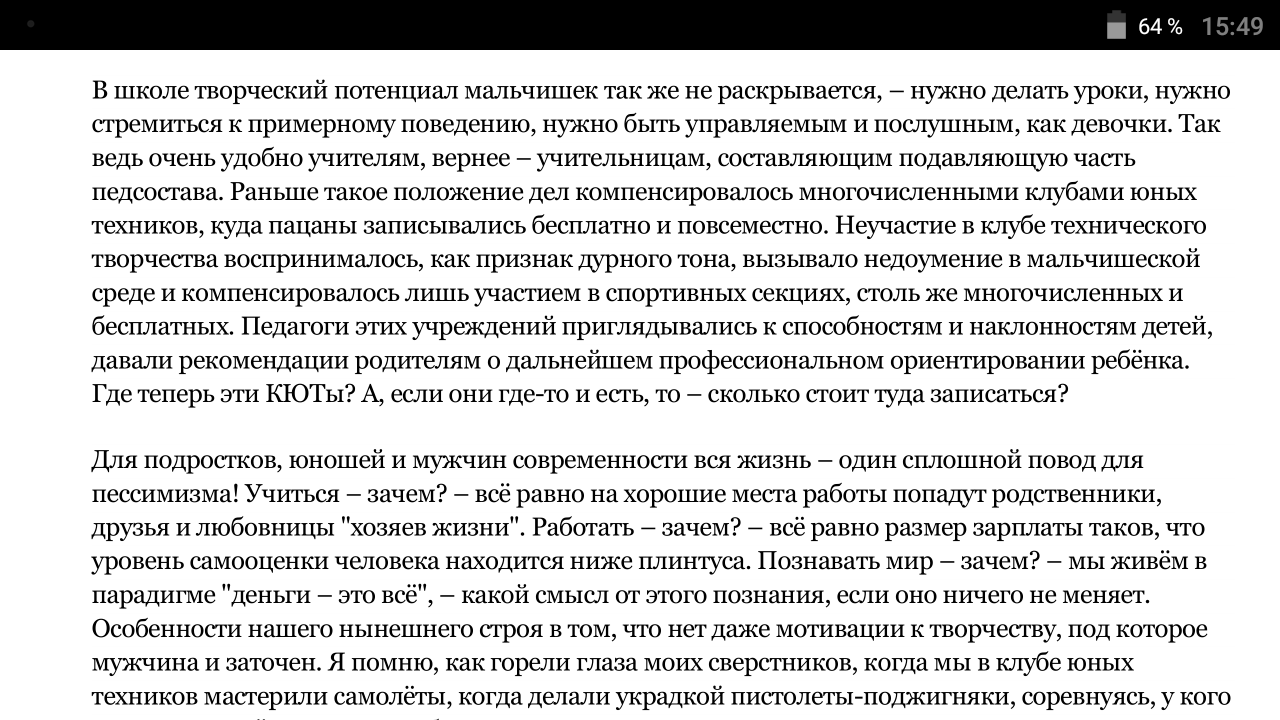 64 % 15:49
В школе творческий потенциал мальчишек так же не раскрывается, – нужно делать уроки, нужно
стремиться к примерному поведению, нужно быть управляемым и послушным, как девочки. Так
ведь очень удобно учителям, вернее – учительницам, составляющим подавляющую часть
педсостава. Раньше такое положение дел компенсировалось многочисленными клубами юных
техников, куда пацаны записывались бесплатно и повсеместно. Неучастие в клубе технического
творчества воспринималось, как признак дурного тона, вызывало недоумение в мальчишеской
среде и компенсировалось лишь участием в спортивных секциях, столь же многочисленных и
бесплатных. Педагоги этих учреждений приглядывались к способностям и наклонностям детей,
давали рекомендации родителям о дальнейшем профессиональном ориентировании ребёнка.
Где теперь эти КЮТы? А, если они где-то и есть, то – сколько стоит туда записаться?
Для подростков, юношей и мужчин современности вся жизнь – один сплошной повод для
пессимизма! Учиться – зачем? – всё равно на хорошие места работы попадут родственники,
друзья и любовницы "хозяев жизни". Работать – зачем? – всё равно размер зарплаты таков, что
уровень самооценки человека находится ниже плинтуса. Познавать мир – зачем? – мы живём в
парадигме "деньги – это всё", – какой смысл от этого познания, если оно ничего не меняет.
Особенности нашего нынешнего строя в том, что нет даже мотивации к творчеству, под которое
мужчина и заточен. Я помню, как горели глаза моих сверстников, когда мы в клубе юных
техников мастерили самолёты, когда делали украдкой пистолеты-поджигняки, соревнуясь, у кого